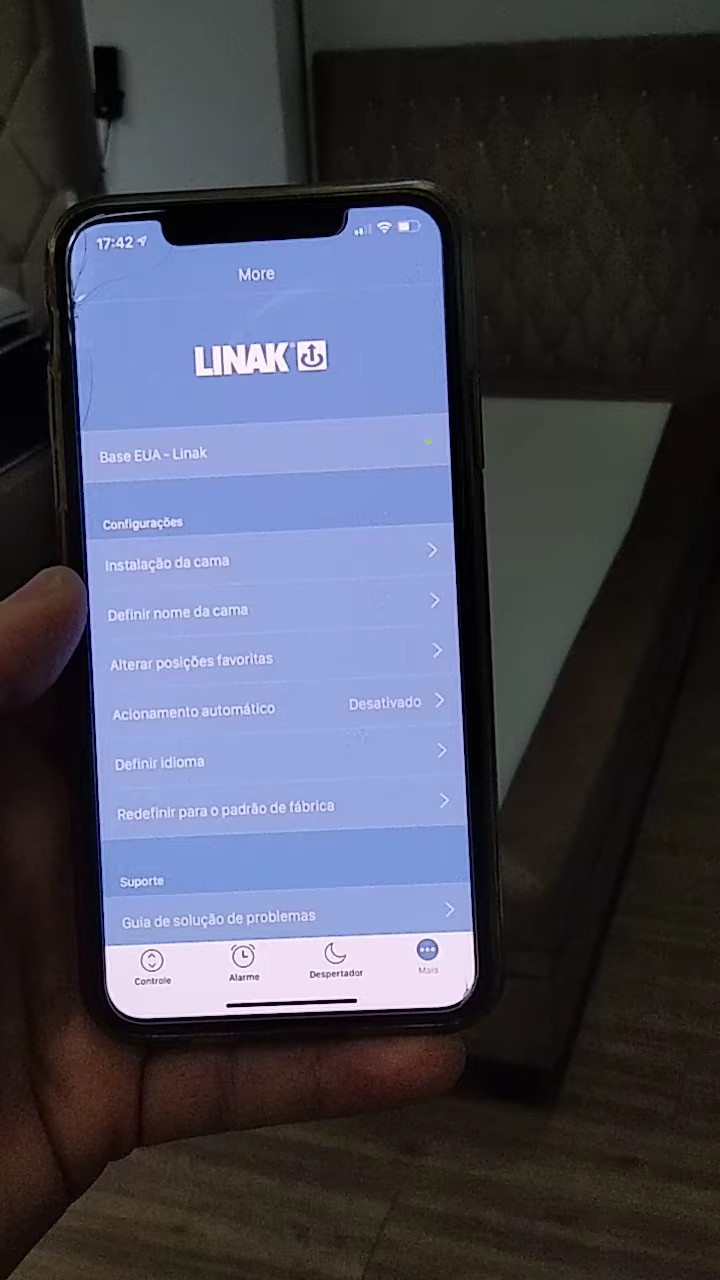 17:42
More
LINAK
Base EUA - Linak
Configurações
Instalação da cama
Definir nome da cama
Alterar posições favoritas
Acionamento automático Desativado
Definir idioma
Redefinir para o padrão de fábrica
Suporte
Guia de solução de problemas
Controle Alarme Despertador Mais